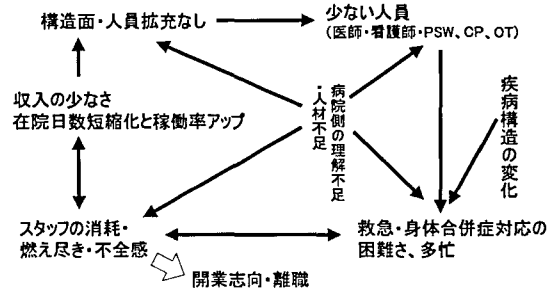 構造面・人員拡充なし
少ない人員
(医師・看護師・PSW、CP、OT)
収入の少なさ
在院日数短縮化と稼働率アップ
病院側の理解不足
・人材不足
疾病構造の変化
スタッフの消耗・
燃え尽き・不全感
救急・身体合併症対応の
困難さ、多忙
開業志向・離職